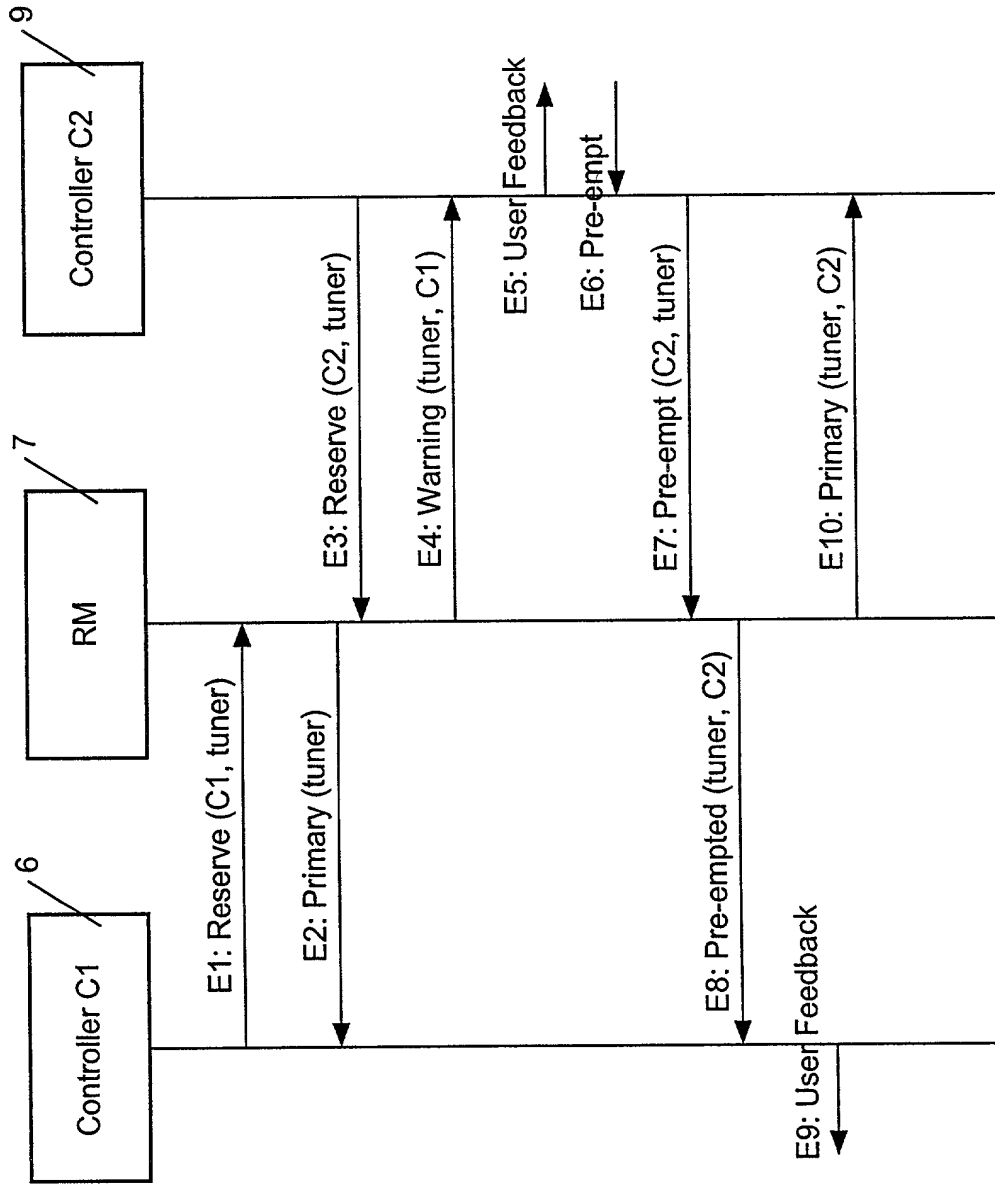 6
7
9
Controller C1
RM
Controller C2
E1: Reserve (C1, tuner)
E2: Primary (tuner)
E3: Reserve (C2, tuner)
E4: Warning (tuner, C1)
E5: User Feedback
E6: Pre-empt
E7: Pre-empt (C2, tuner)
E8: Pre-empted (tuner, C2)
E9: User Feedback
E10: Primary (tuner, C2)